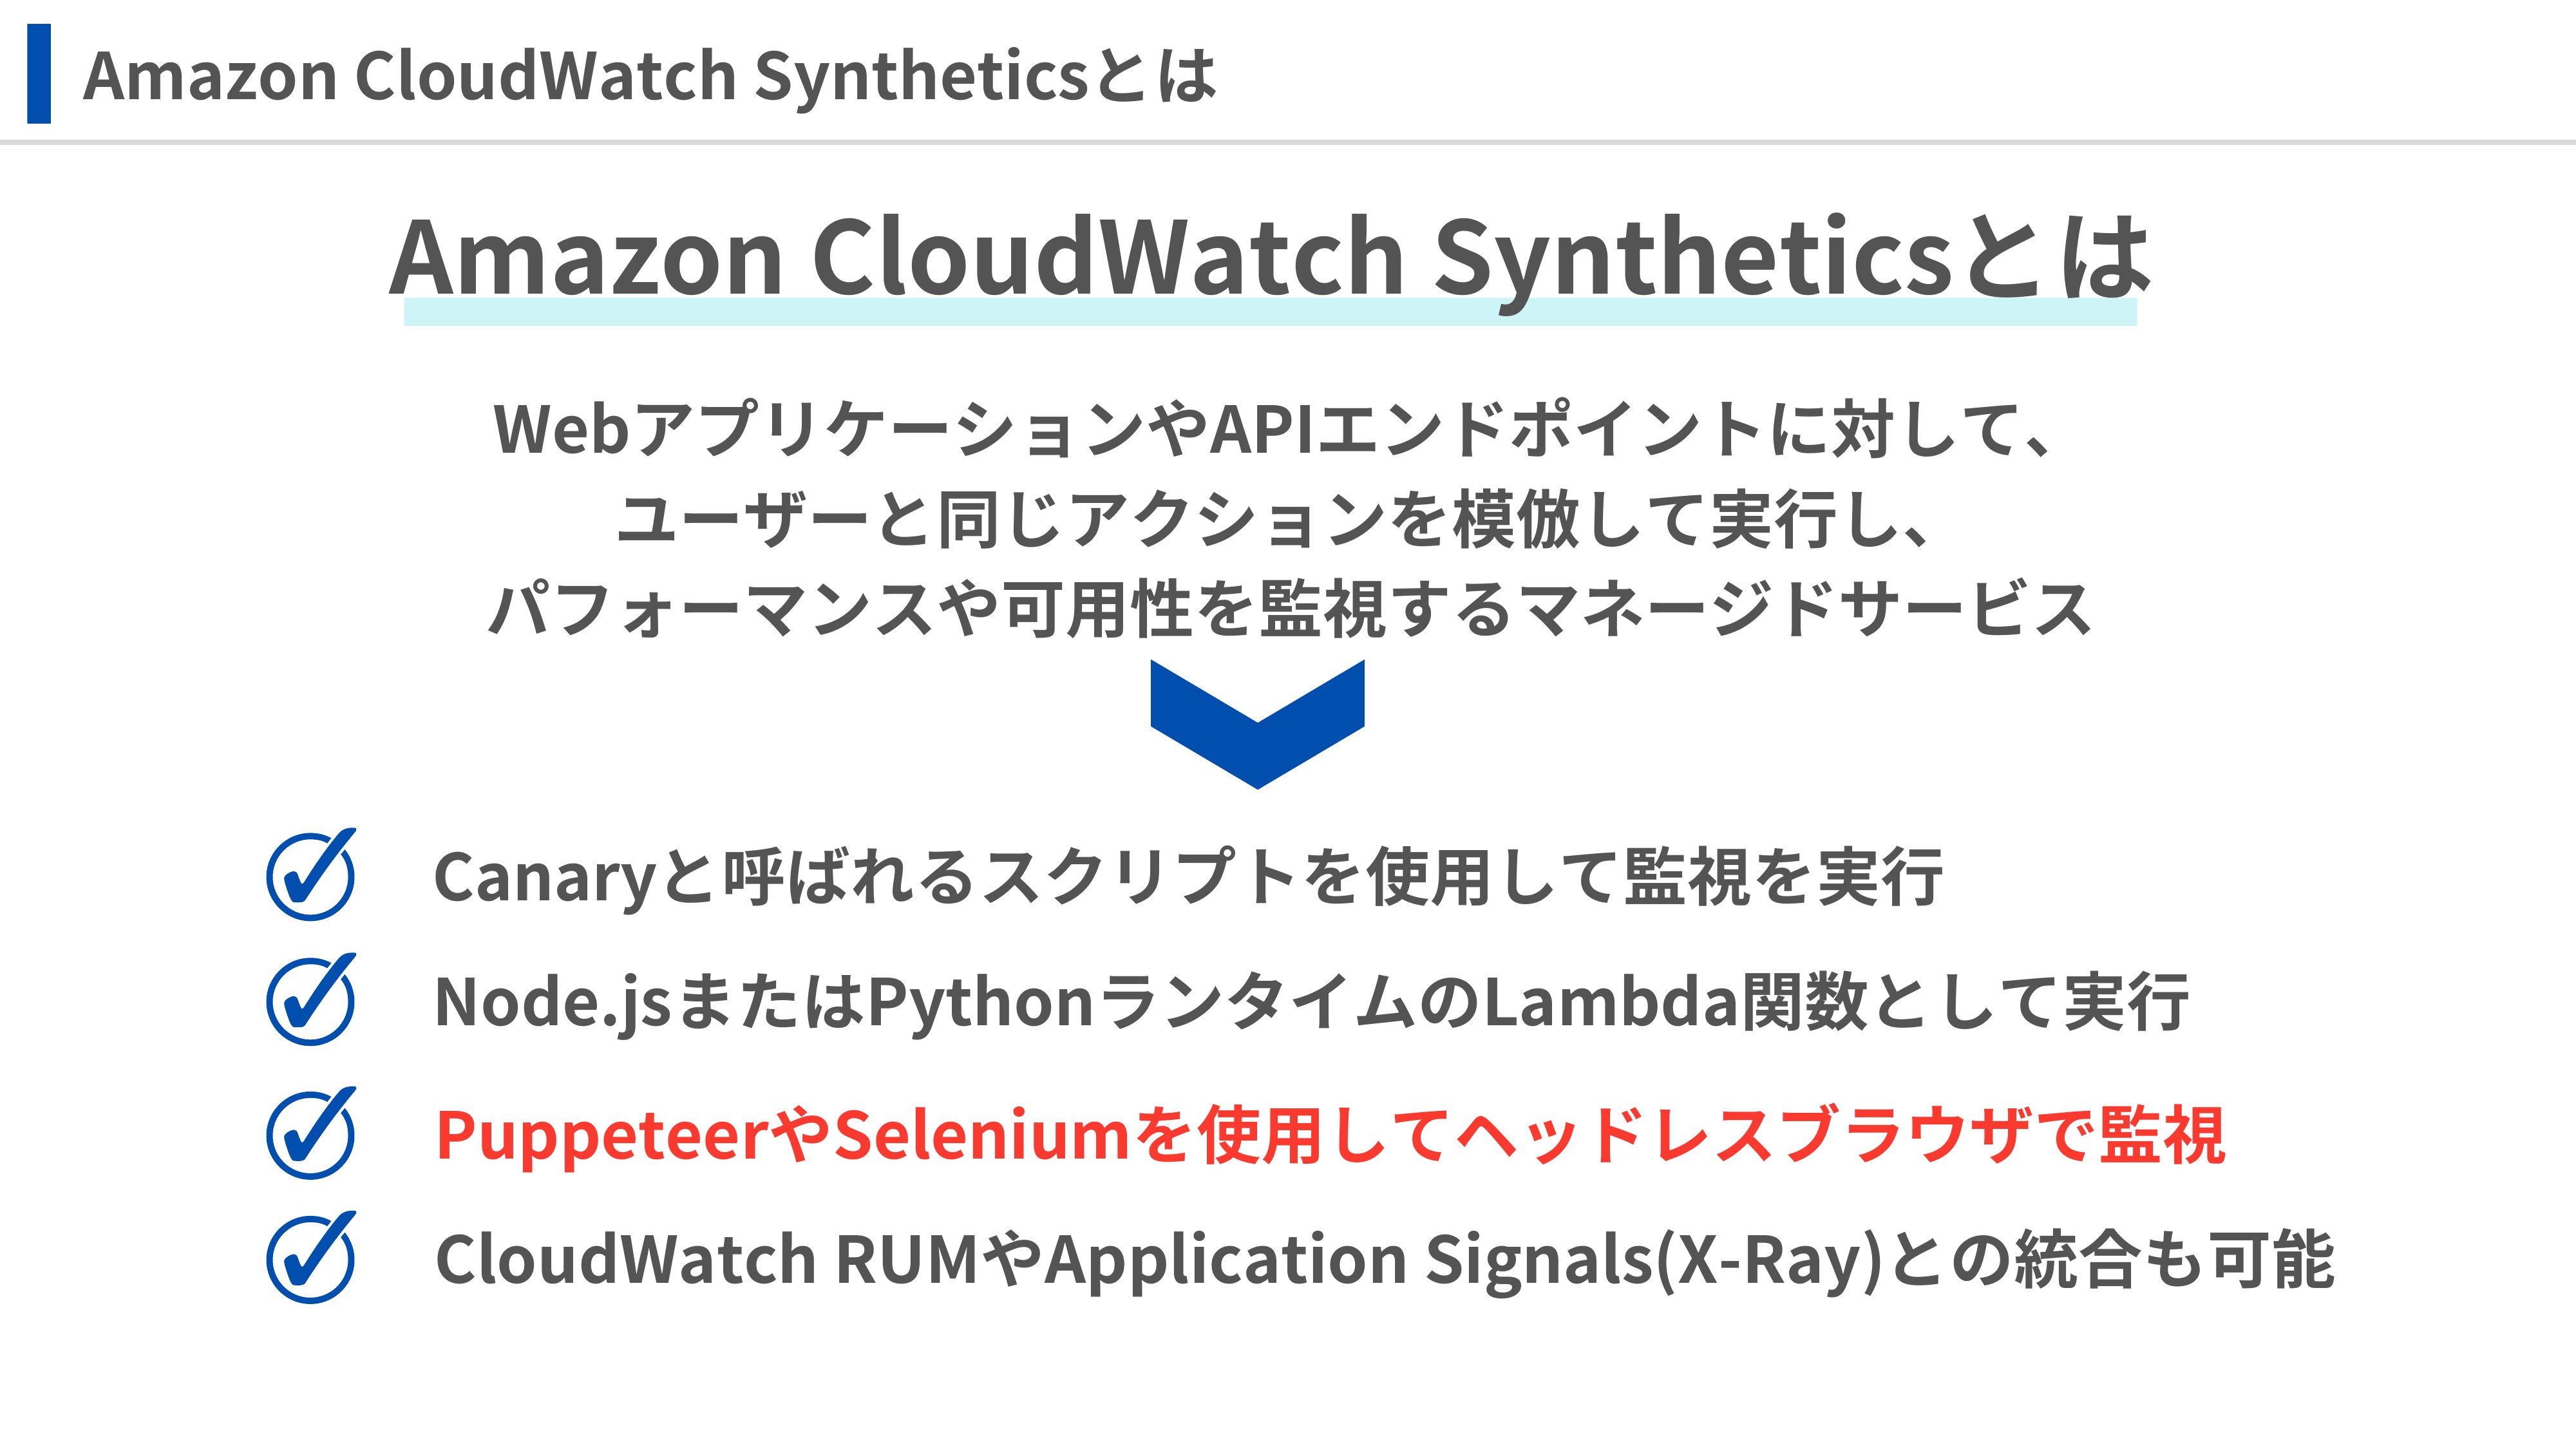 Amazon CloudWatch Syntheticsとは
Amazon CloudWatch Syntheticsとは
WebアプリケーションやAPIエンドポイントに対して、
ユーザーと同じアクションを模倣して実行し、
パフォーマンスや可用性を監視するマネージドサービス
Canaryと呼ばれるスクリプトを使用して監視を実行
Node.jsまたはPythonランタイムのLambda関数として実行
PuppeteerやSeleniumを使用してヘッドレスブラウザで監視
CloudWatch RUMやApplication Signals(X-Ray)との統合も可能